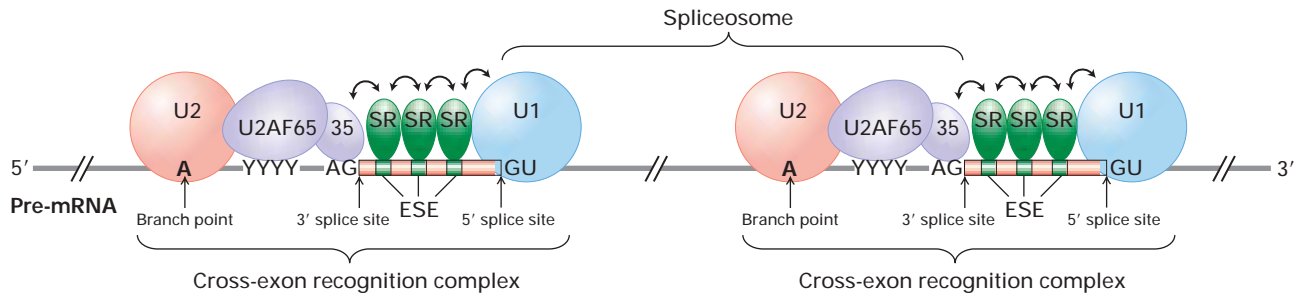 Spliceosome
U2 U2AF65 35 SR SR SR U1 U2 U2AF65 35 SR SR SR U1
5′ A YYYY AG GU A YYYY AG GU 3′
Pre-mRNA
Branch point 3′ splice site ESE 5′ splice site Branch point 3′ splice site ESE 5′ splice site
Cross-exon recognition complex Cross-exon recognition complex